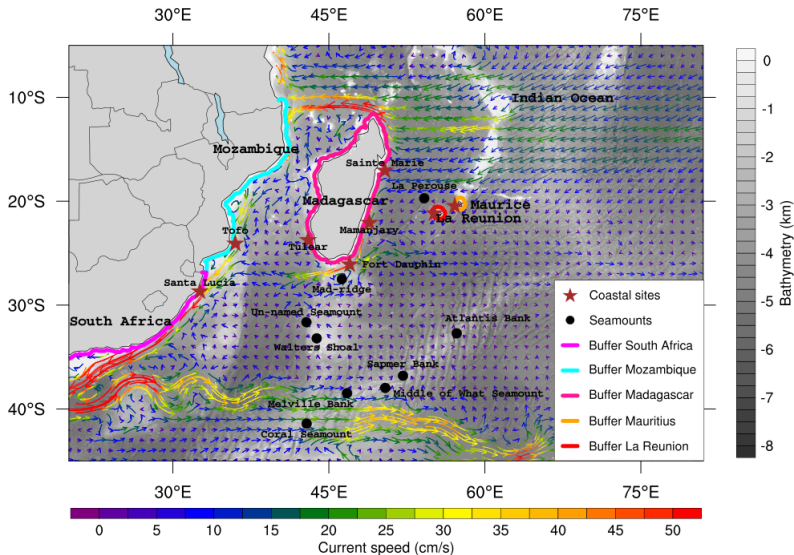 30°E 45°E 60°E 75°E
10°S
20°S
30°S
40°S
Indian Ocean
Mozambique
Sainte Marie
La Perouse
Madagascar
Maurice
La Reunion
Mamanjary
Tofo
Tulear
Fort Dauphin
Santa Lucia
Mad-ridge
Un-named Seamount
Atlantis Bank
South Africa
Walters Shoal
Sapmer Bank
Middle of What Seamount
Melville Bank
Coral Seamount
Coastal sites
Seamounts
Buffer South Africa
Buffer Mozambique
Buffer Madagascar
Buffer Mauritius
Buffer La Reunion
30°E 45°E 60°E 75°E
0
-1
-2
-3
-4
-5
-6
-7
-8
Bathymetry (km)
0 5 10 15 20 25 30 35 40 45 50
Current speed (cm/s)